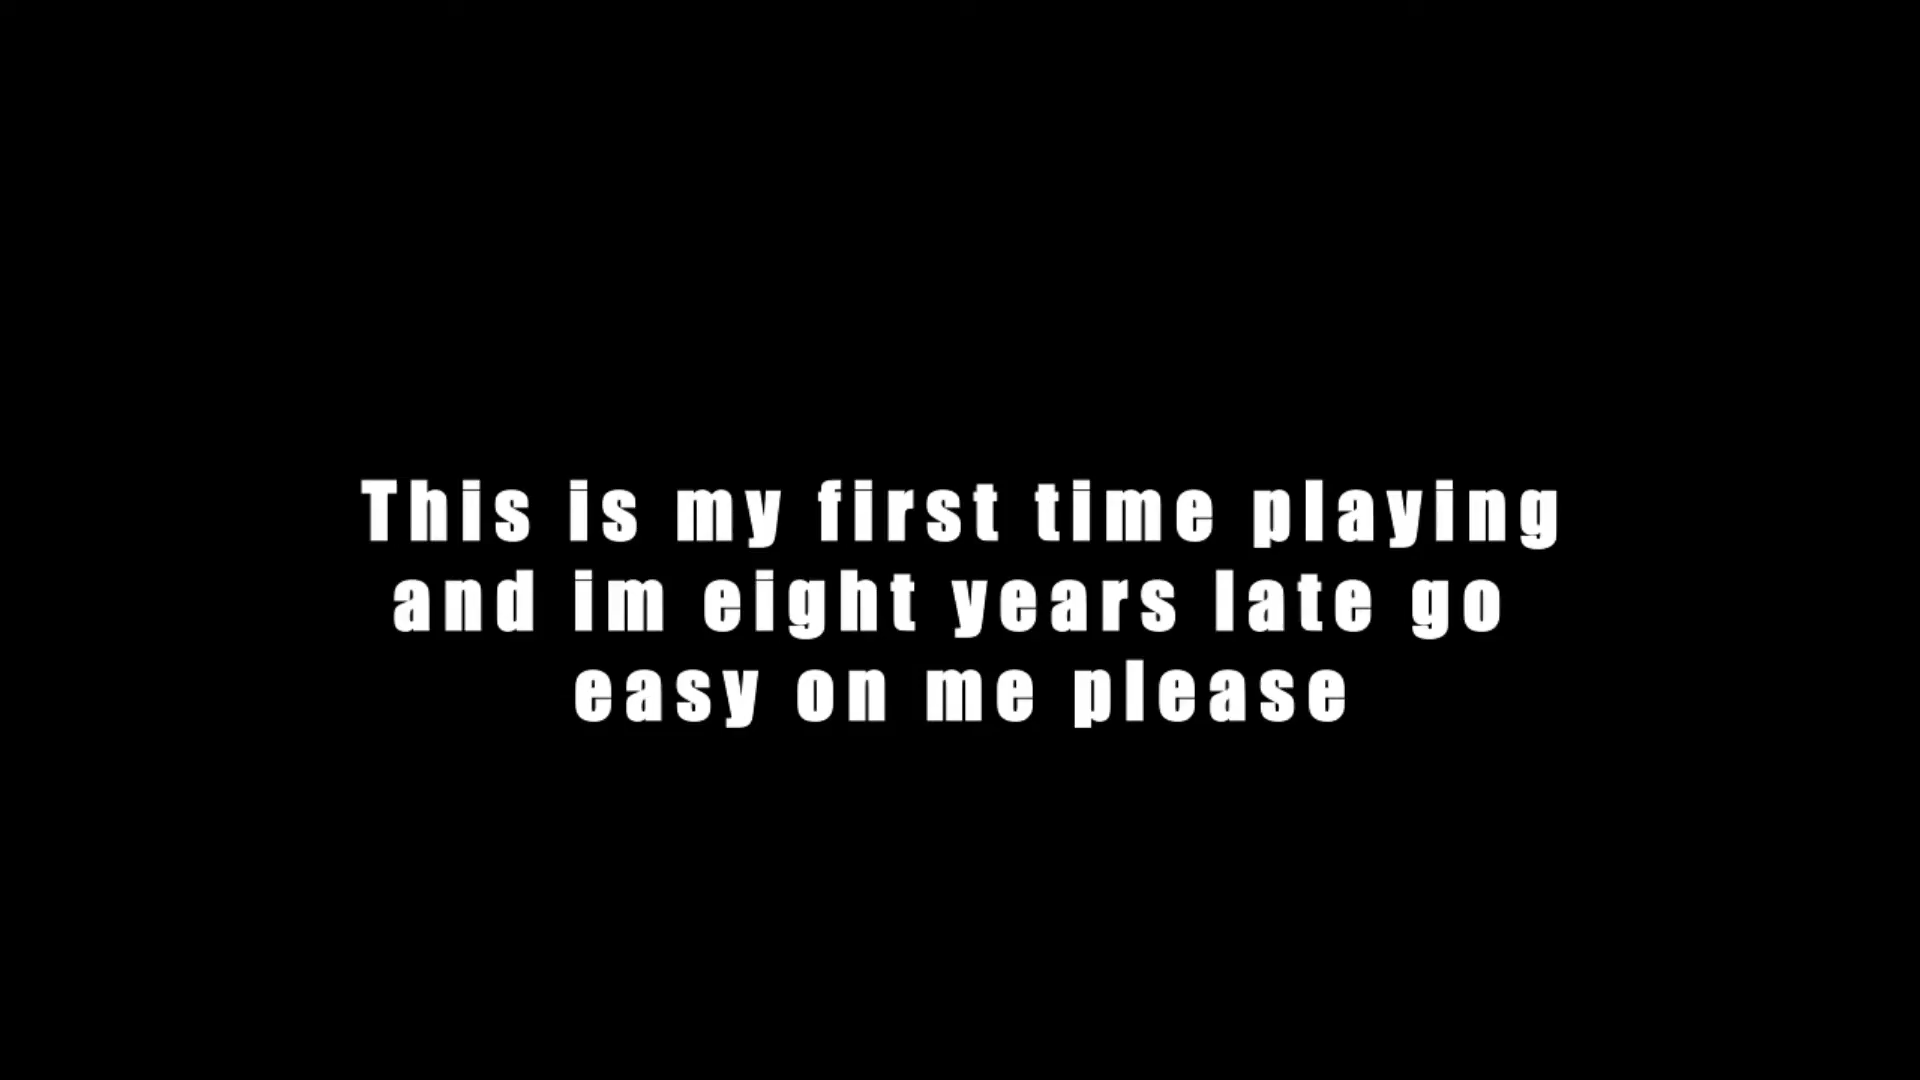 This is my first time playing
and im eight years late go
easy on me please